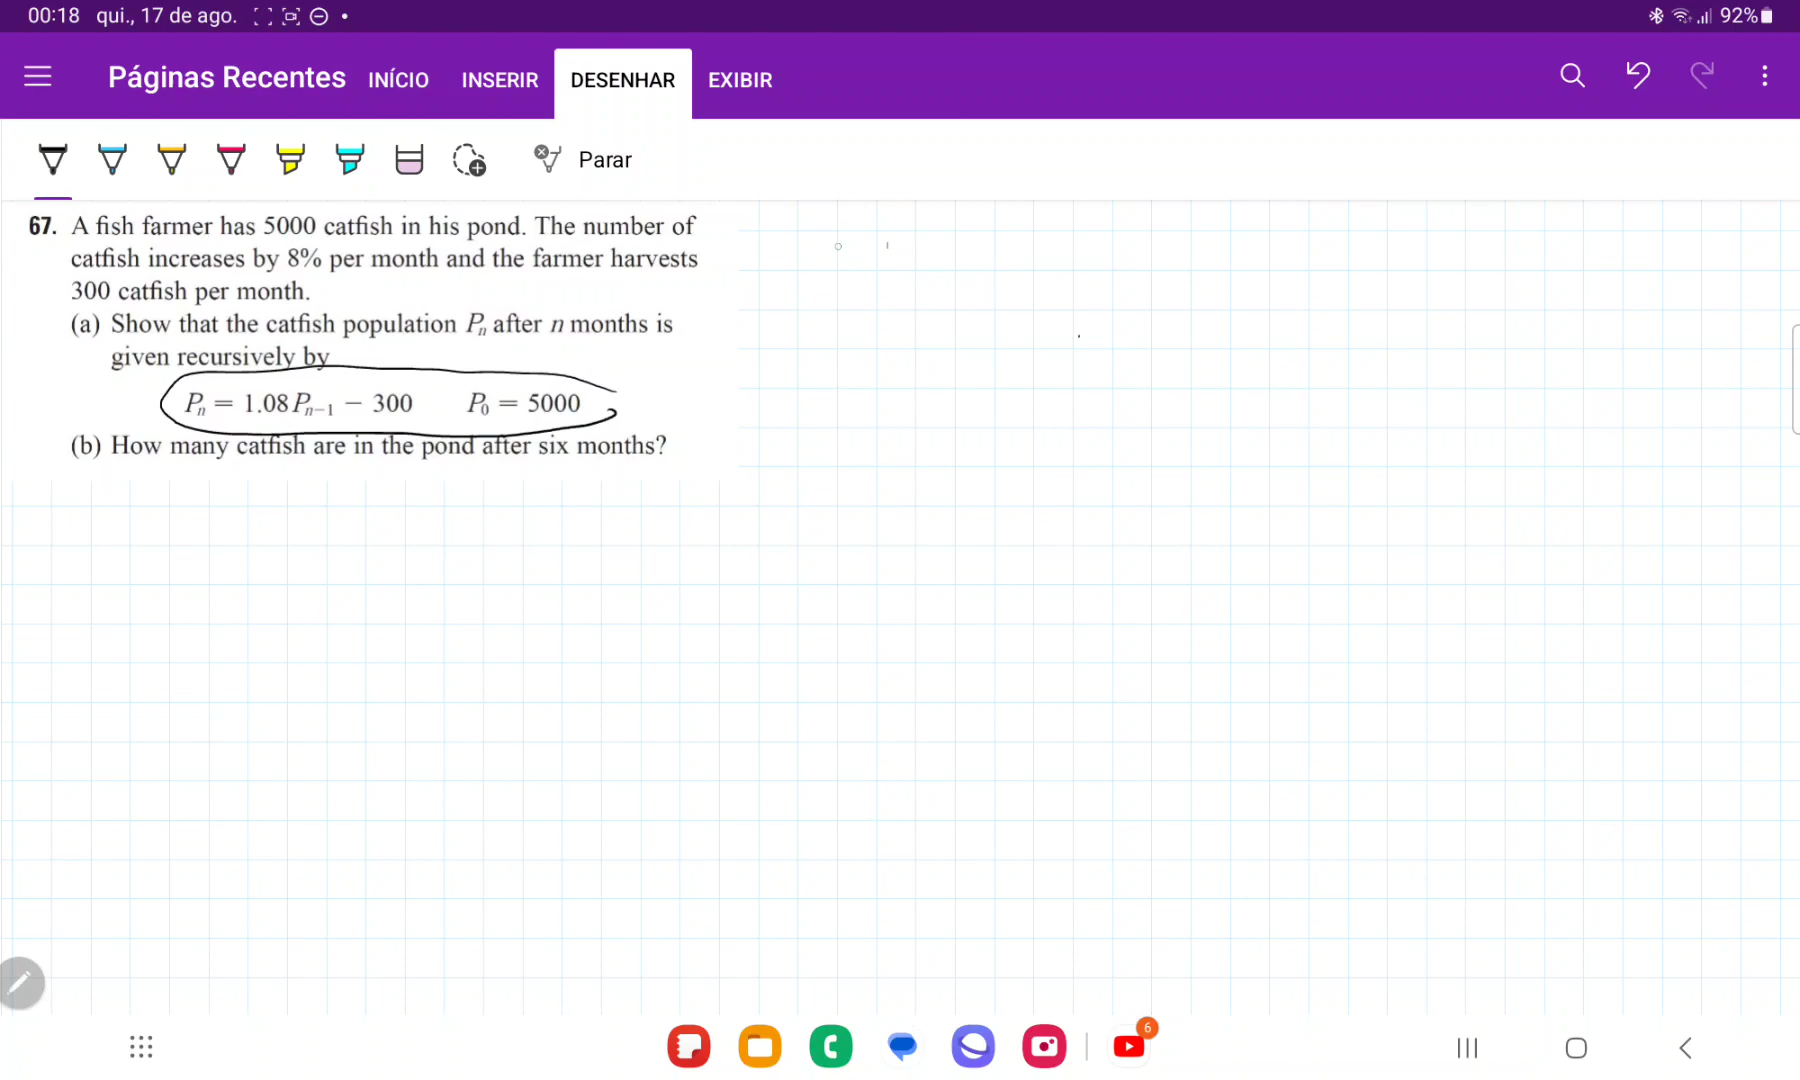 00:18 qui., 17 de ago. 92%
Páginas Recentes INÍCIO INSERIR DESENHAR EXIBIR
Parar
67. A fish farmer has 5000 catfish in his pond. The number of
catfish increases by 8% per month and the farmer harvests
300 catfish per month.
(a) Show that the catfish population Pₙ after n months is
given recursively by
Pₙ = 1.08Pₙ₋₁ − 300 P₀ = 5000
(b) How many catfish are in the pond after six months?
6